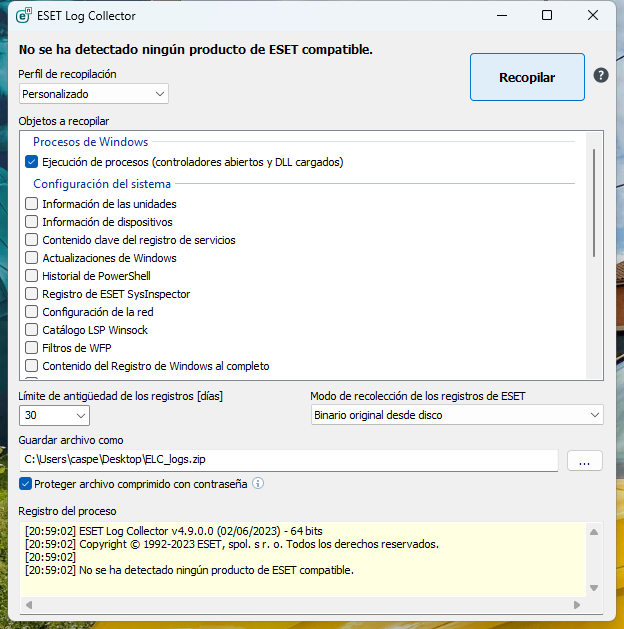 ESET Log Collector
No se ha detectado ningún producto de ESET compatible.
Perfil de recopilación
Personalizado
Recopilar
?
Objetos a recopilar
Procesos de Windows
Ejecución de procesos (controladores abiertos y DLL cargados)
Configuración del sistema
Información de las unidades
Información de dispositivos
Contenido clave del registro de servicios
Actualizaciones de Windows
Historial de PowerShell
Registro de ESET SysInspector
Configuración de la red
Catálogo LSP Winsock
Filtros de WFP
Contenido del Registro de Windows al completo
Límite de antigüedad de los registros [días]
30
Modo de recolección de los registros de ESET
Binario original desde disco
Guardar archivo como
C:\Users\caspe\Desktop\ELC_logs.zip
...
Proteger archivo comprimido con contraseña
Registro del proceso
[20:59:02] ESET Log Collector v4.9.0.0 (02/06/2023) - 64 bits
[20:59:02] Copyright © 1992-2023 ESET, spol. s r. o. Todos los derechos reservados.
[20:59:02]
[20:59:02] No se ha detectado ningún producto de ESET compatible.